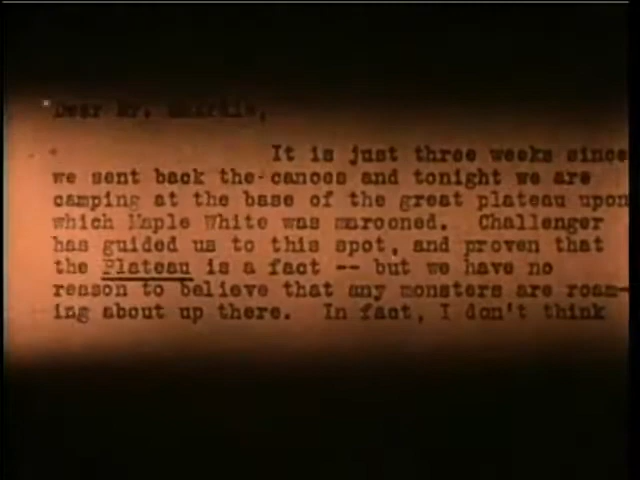 Dear Mr.
It is just three weeks since
we sent back the canoes and tonight we are
camping at the base of the great plateau upon
which Maple White was marooned. Challenger
has guided us to this spot, and proven that
the Plateau is a fact -- but we have no
reason to believe that any monsters are roam-
ing about up there. In fact, I don't think